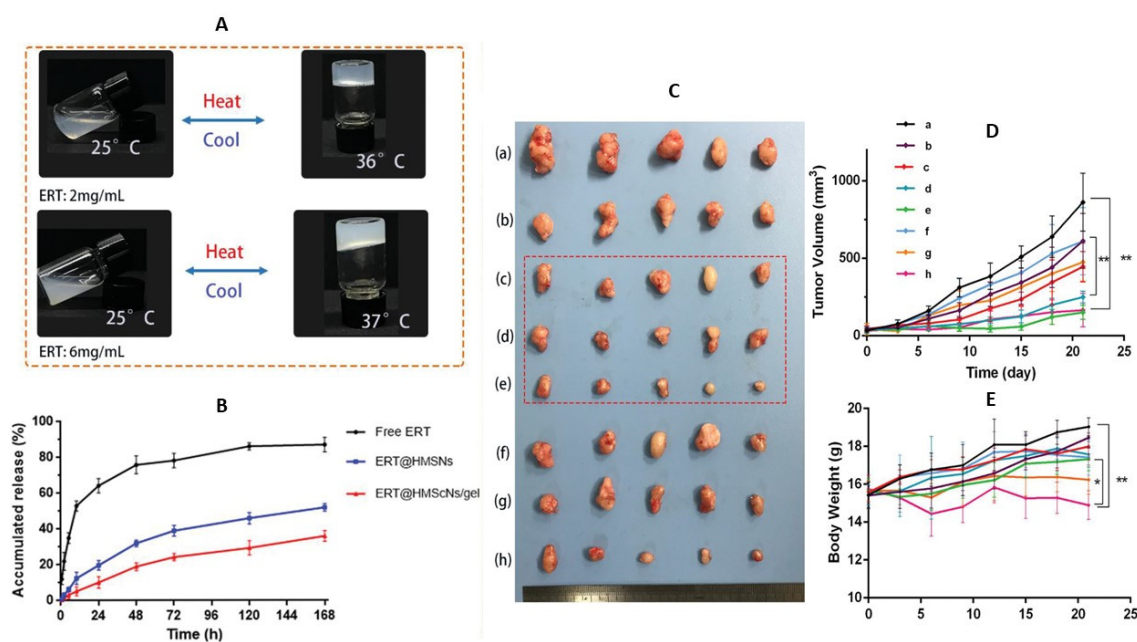 A
Heat
Cool
25° C
36° C
ERT: 2mg/mL
Heat
Cool
25° C
37° C
ERT: 6mg/mL
B
Accumulated release (%)
100
80
60
40
20
0
0 24 48 72 96 120 144 168
Time (h)
Free ERT
ERT@HMSNs
ERT@HMScNs/gel
C
(a)
(b)
(c)
(d)
(e)
(f)
(g)
(h)
D
Tumor Volume (mm³)
1000
500
0
0 5 10 15 20 25
Time (day)
a
b
c
d
e
f
g
h
**
**
E
Body Weight (g)
20
18
16
14
12
10
0 5 10 15 20 25
Time (day)
*
**